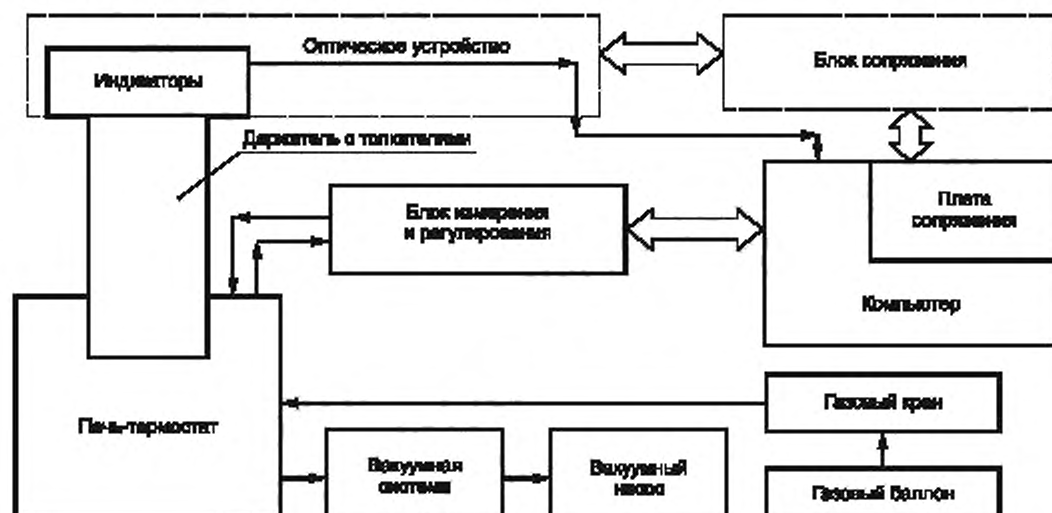 Оптическое устройство
Индикаторы
Блок сопряжения
Держатель с толкателями
Блок измерения
и регулирования
Плата
сопряжения
Компьютер
Газовый кран
Печь-термостат
Вакуумная
система
Вакуумный
насос
Газовый баллон